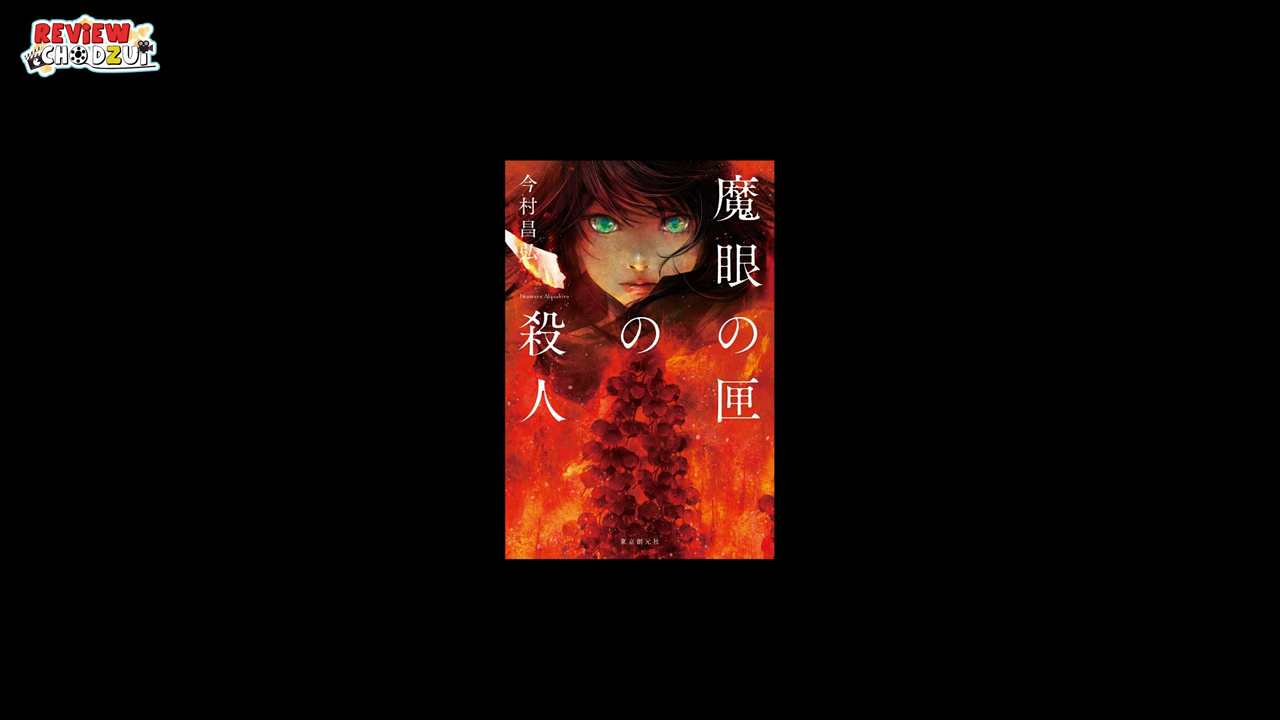 REVIEW
CHODZUI
魔眼の匣
の
殺人
今村昌弘
Imamura Masahiro
東京創元社